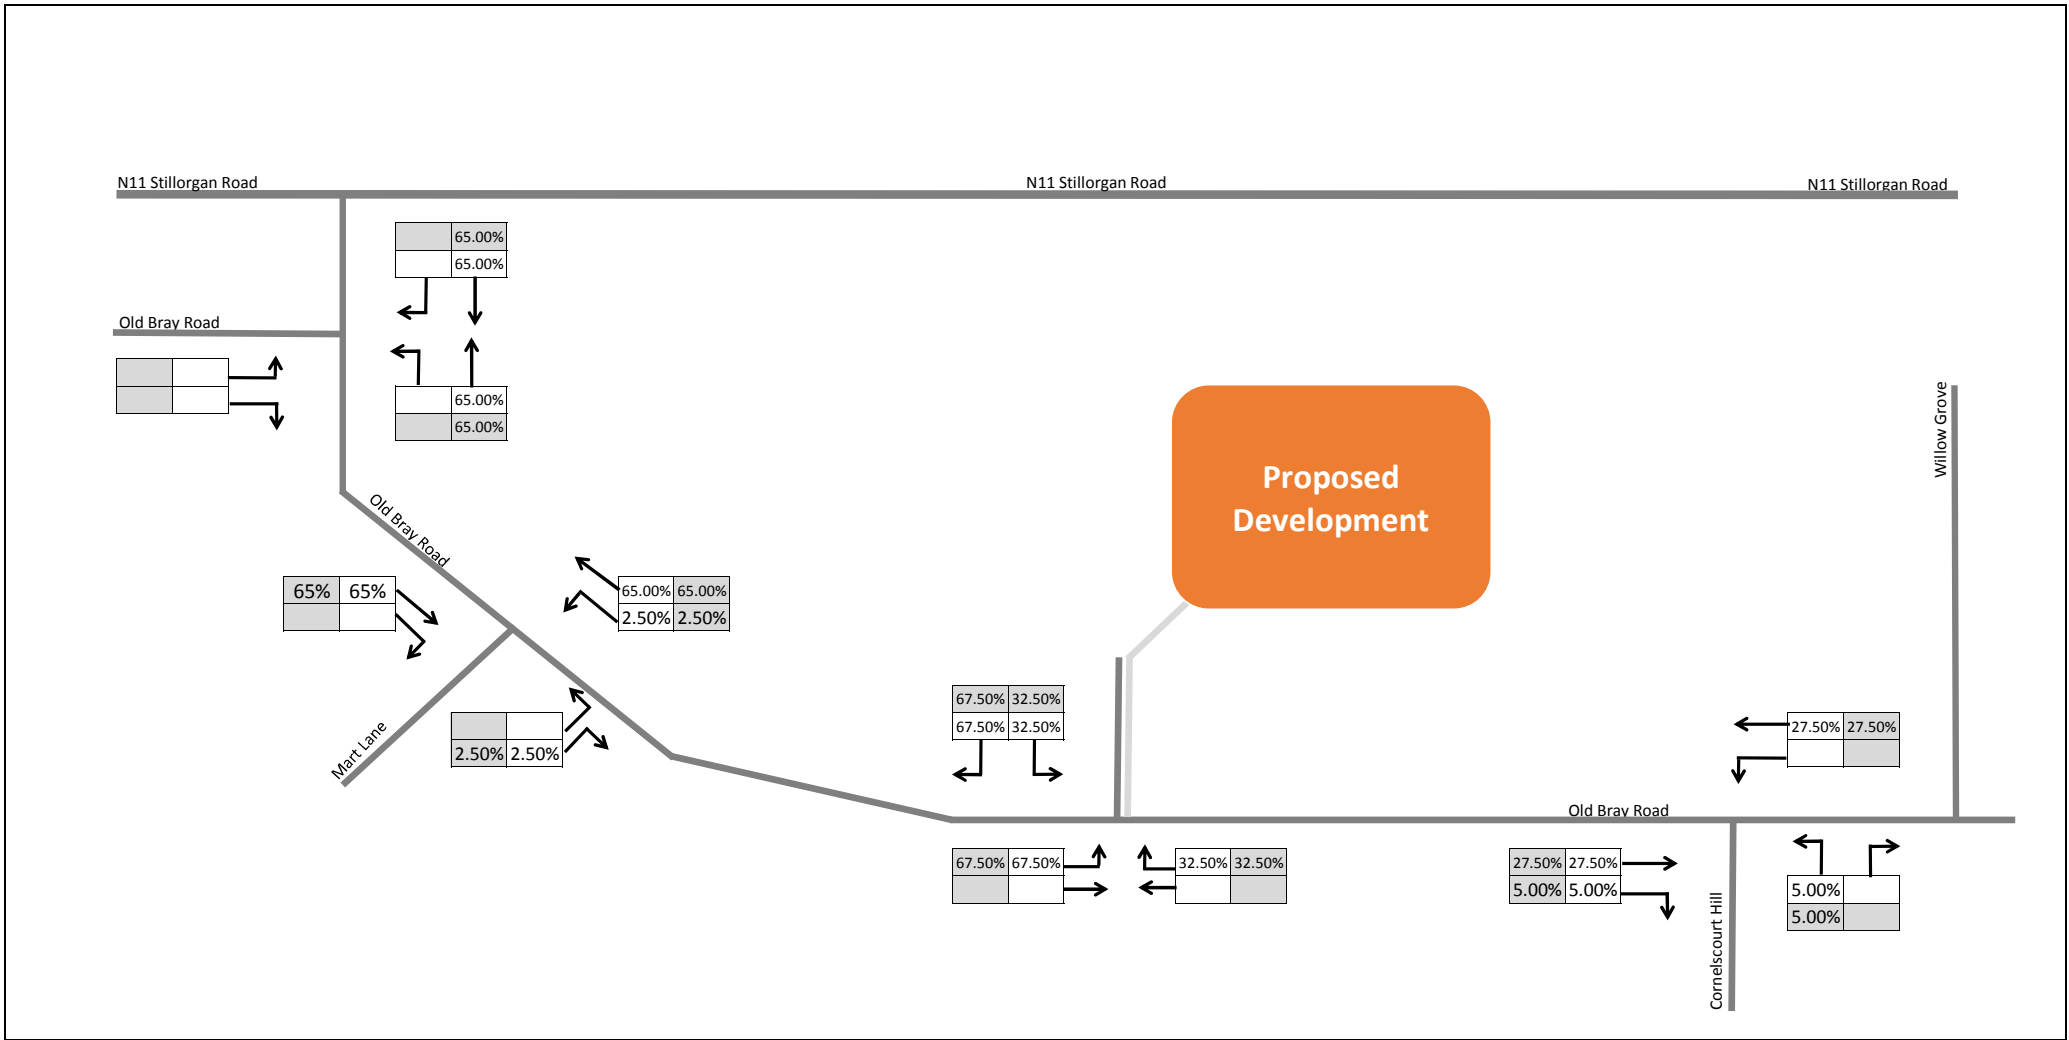 N11 Stillorgan Road N11 Stillorgan Road N11 Stillorgan Road
65.00%
65.00%
Old Bray Road
65.00%
65.00%
Proposed
Development
Willow Grove
Old Bray Road
65% 65%
65.00% 65.00%
2.50% 2.50%
2.50% 2.50%
Mart Lane
67.50% 32.50%
67.50% 32.50%
27.50% 27.50%
Old Bray Road
67.50% 67.50%
32.50% 32.50%
27.50% 27.50%
5.00% 5.00%
5.00%
5.00%
Cornelscourt Hill